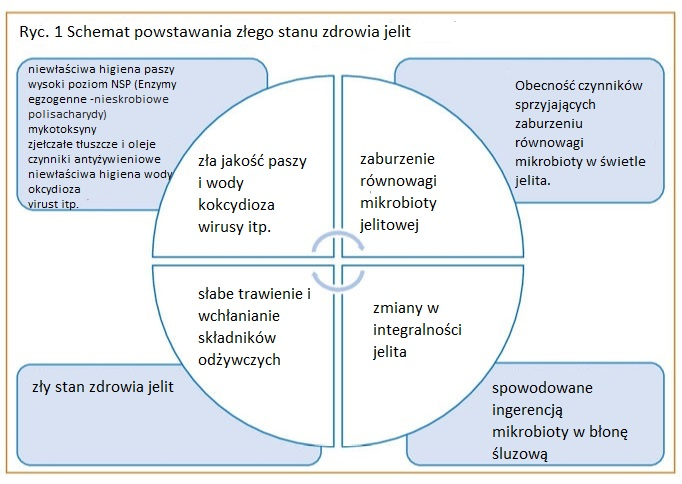 Ryc. 1 Schemat powstawania złego stanu zdrowia jelit
niewłaściwa higiena paszy
wysoki poziom NSP (Enzymy
egzogenne -nieskrobiowe
polisacharydy)
mykotoksyny
zjełczałe tłuszcze i oleje
czynniki antyżywieniowe
niewłaściwa higiena wody
okcydioza
virust itp.
zła jakość paszy
i wody
kokcydioza
wirusy itp.
zaburzenie
równowagi
mikrobioty
jelitowej
Obecność czynników
sprzyjających
zaburzeniu
równowagi
mikrobioty w świetle
jelita.
słabe trawienie i
wchłanianie
składników
odżywczych
zmiany w
integralności
jelita
zły stan zdrowia jelit
spowodowane
ingerencją
mikrobioty w błonę
śluzową